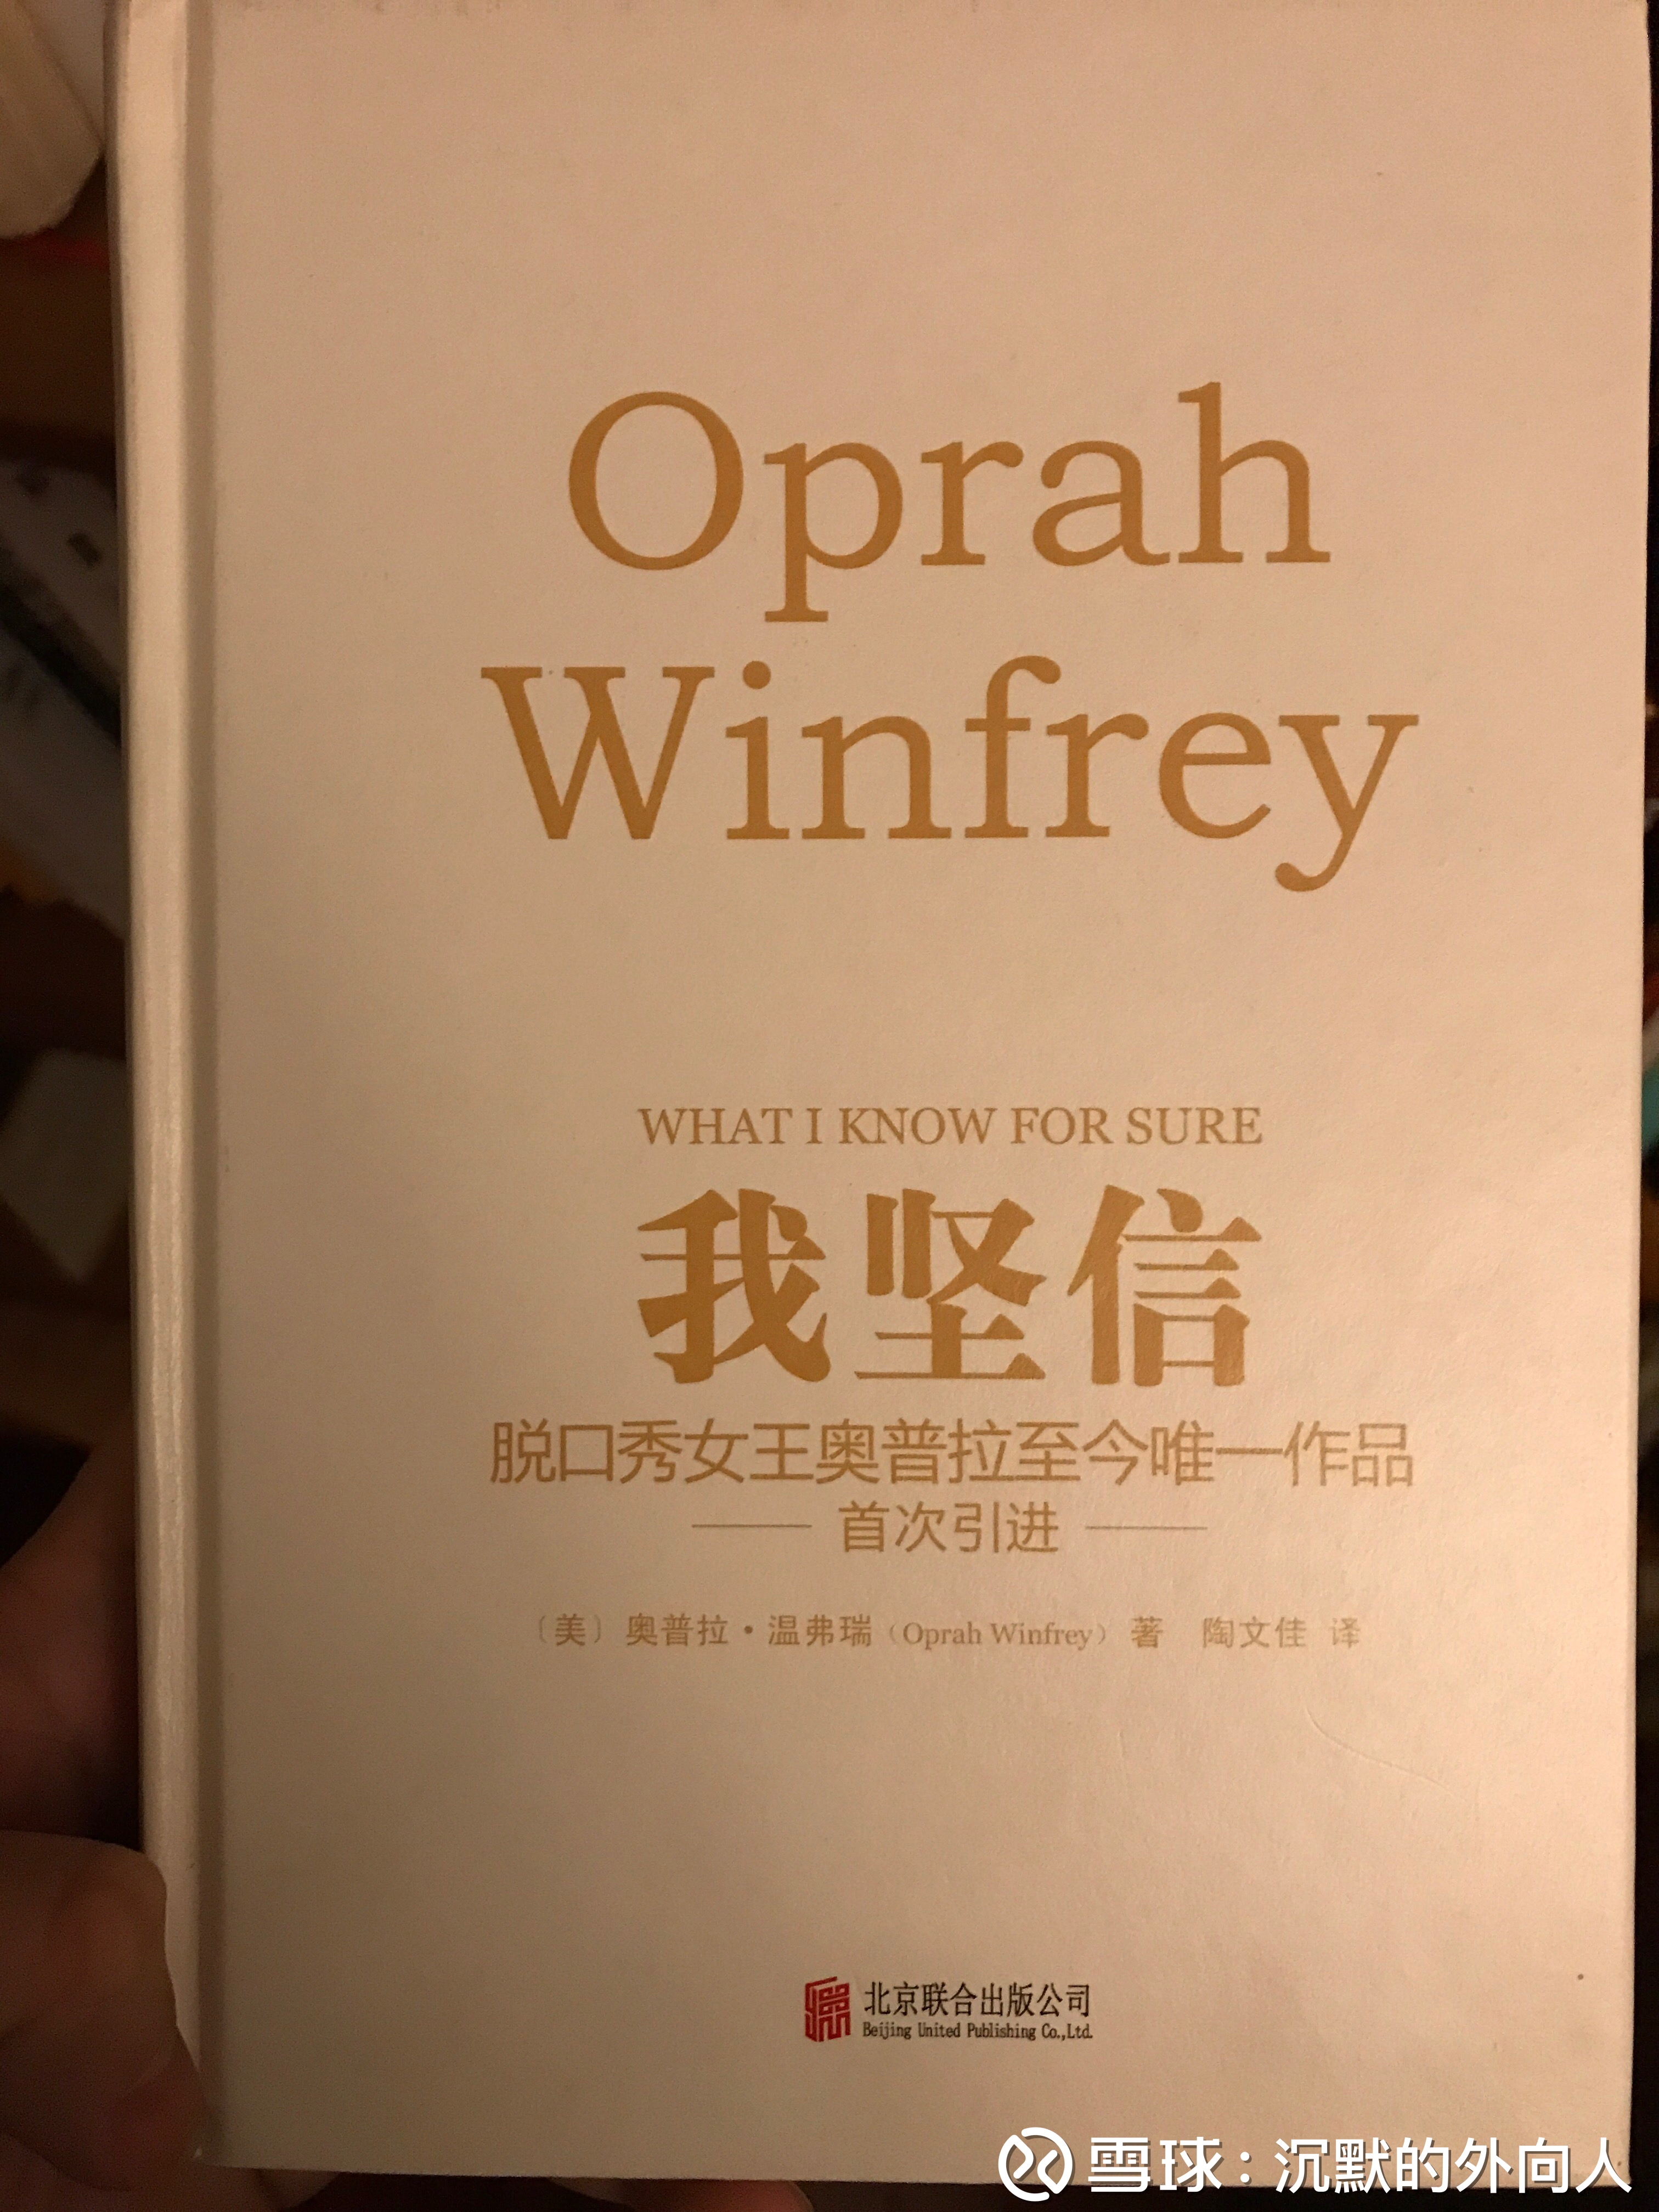 Oprah
Winfrey
WHAT I KNOW FOR SURE
我坚信
脱口秀女王奥普拉至今唯一作品
首次引进
〔美〕奥普拉·温弗瑞（Oprah Winfrey）著 陶文佳 译
北京联合出版公司
Beijing United Publishing Co.,Ltd.
雪球：沉默的外向人